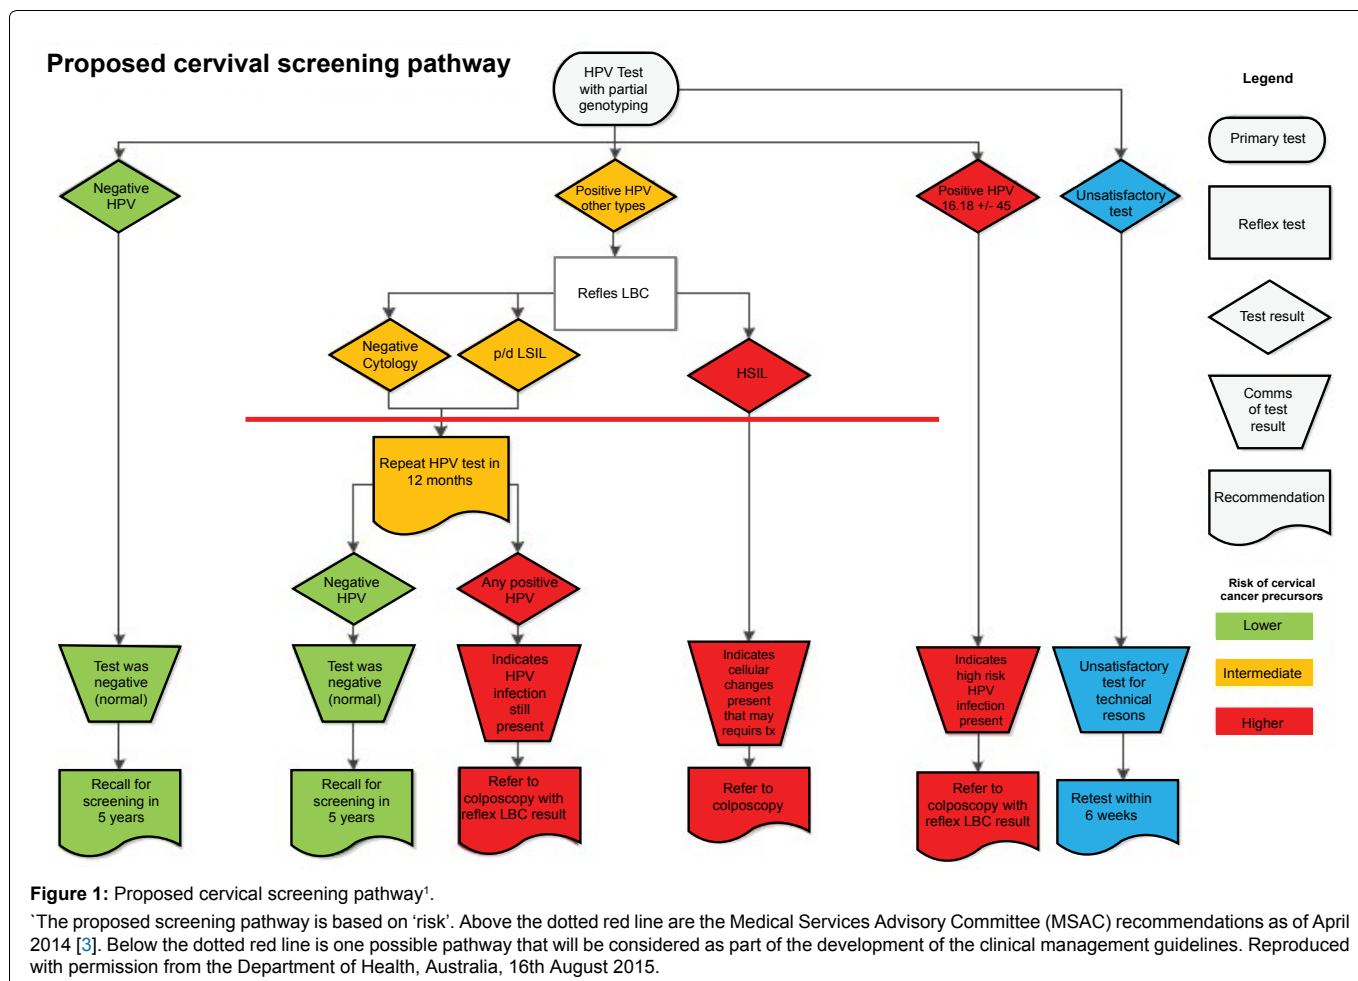 Proposed cervival screening pathway
HPV Test
with partial
genotyping
Negative
HPV
Positive HPV
other types
Positive HPV
16.18 +/- 45
Unsatisfactory
test
Refles LBC
Negative
Cytology
p/d LSIL
HSIL
Repeat HPV test in
12 months
Negative
HPV
Any positive
HPV
Test was
negative
(normal)
Test was
negative
(normal)
Indicates
HPV
infection
still
present
Indicates
cellular
changes
present
that may
requirs tx
Indicates
high risk
HPV
infection
present
Unsatisfactory
test for
technical
resons
Recall for
screening in
5 years
Recall for
screening in
5 years
Refer to
colposcopy with
reflex LBC result
Refer to
colposcopy
Refer to
colposcopy with
reflex LBC result
Retest within
6 weeks
Legend
Primary test
Reflex test
Test result
Comms
of test
result
Recommendation
Risk of cervical
cancer precursors
Lower
Intermediate
Higher
Figure 1: Proposed cervical screening pathway¹.
`The proposed screening pathway is based on ‘risk’. Above the dotted red line are the Medical Services Advisory Committee (MSAC) recommendations as of April
2014 [3]. Below the dotted red line is one possible pathway that will be considered as part of the development of the clinical management guidelines. Reproduced
with permission from the Department of Health, Australia, 16th August 2015.